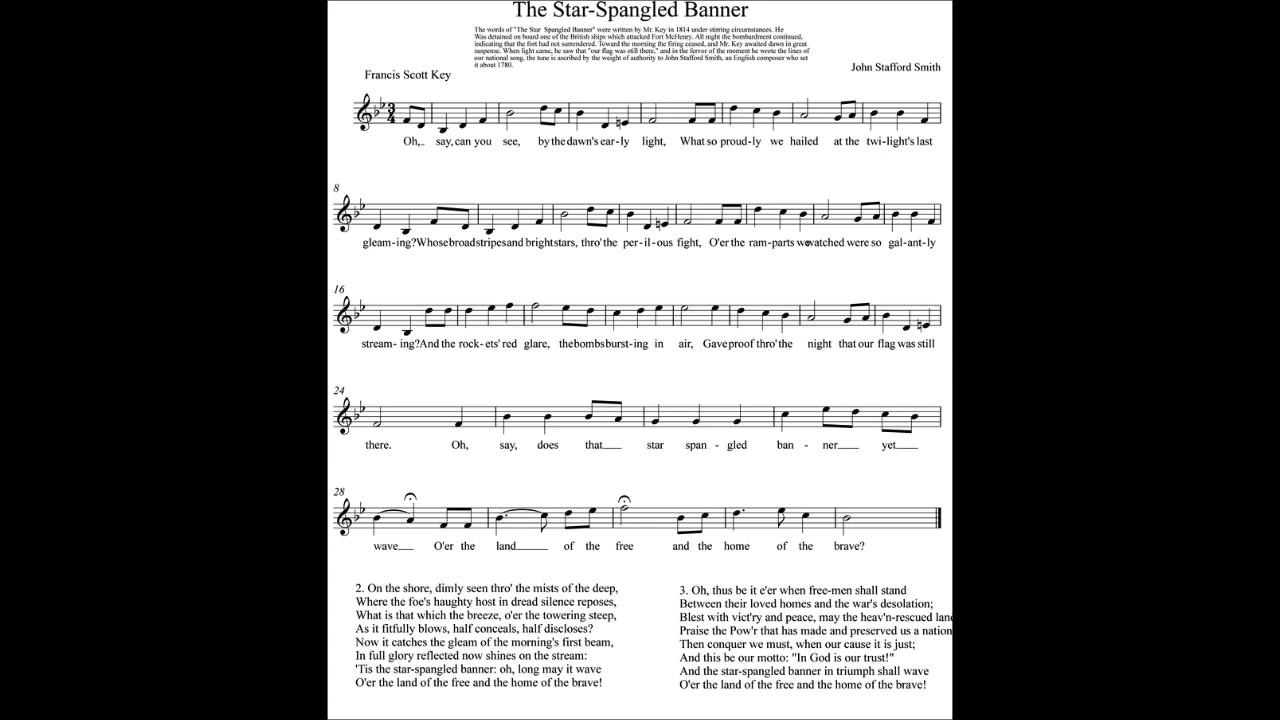 The Star-Spangled Banner
The words of "The Star Spangled Banner" were written by Mr. Key in 1814 under stirring circumstances. He
Was detained on board one of the British ships which attacked Fort McHenry. All night the bombardment continued,
indicating that the fort had not surrendered. Toward the morning the firing ceased, and Mr. Key awaited dawn in great
suspense. When light came, he saw that "our flag was still there," and in the fervor of the moment he wrote the lines of
our national song, the tune is ascribed by the weight of authority to John Stafford Smith, an English composer who set
it about 1780.
John Stafford Smith
Francis Scott Key
3
4
Oh,_ say, can you see, by the dawn's ear-ly light, What so proud-ly we hailed at the twi-light's last
8
gleam-ing? Whose broad stripes and bright stars, thro' the per-il-ous fight, O'er the ram-parts we watched were so gal-ant-ly
16
stream-ing? And the rock-ets' red glare, the bombs burst-ing in air, Gave proof thro' the night that our flag was still
24
there. Oh, say, does that___ star span - gled ban - ner___ yet___
28
wave___ O'er the land___ of the free and the home of the brave?
2. On the shore, dimly seen thro' the mists of the deep,
Where the foe's haughty host in dread silence reposes,
What is that which the breeze, o'er the towering steep,
As it fitfully blows, half conceals, half discloses?
Now it catches the gleam of the morning's first beam,
In full glory reflected now shines on the stream:
'Tis the star-spangled banner: oh, long may it wave
O'er the land of the free and the home of the brave!
3. Oh, thus be it e'er when free-men shall stand
Between their loved homes and the war's desolation;
Blest with vict'ry and peace, may the heav'n-rescued land
Praise the Pow'r that has made and preserved us a nation
Then conquer we must, when our cause it is just;
And this be our motto: "In God is our trust!"
And the star-spangled banner in triumph shall wave
O'er the land of the free and the home of the brave!